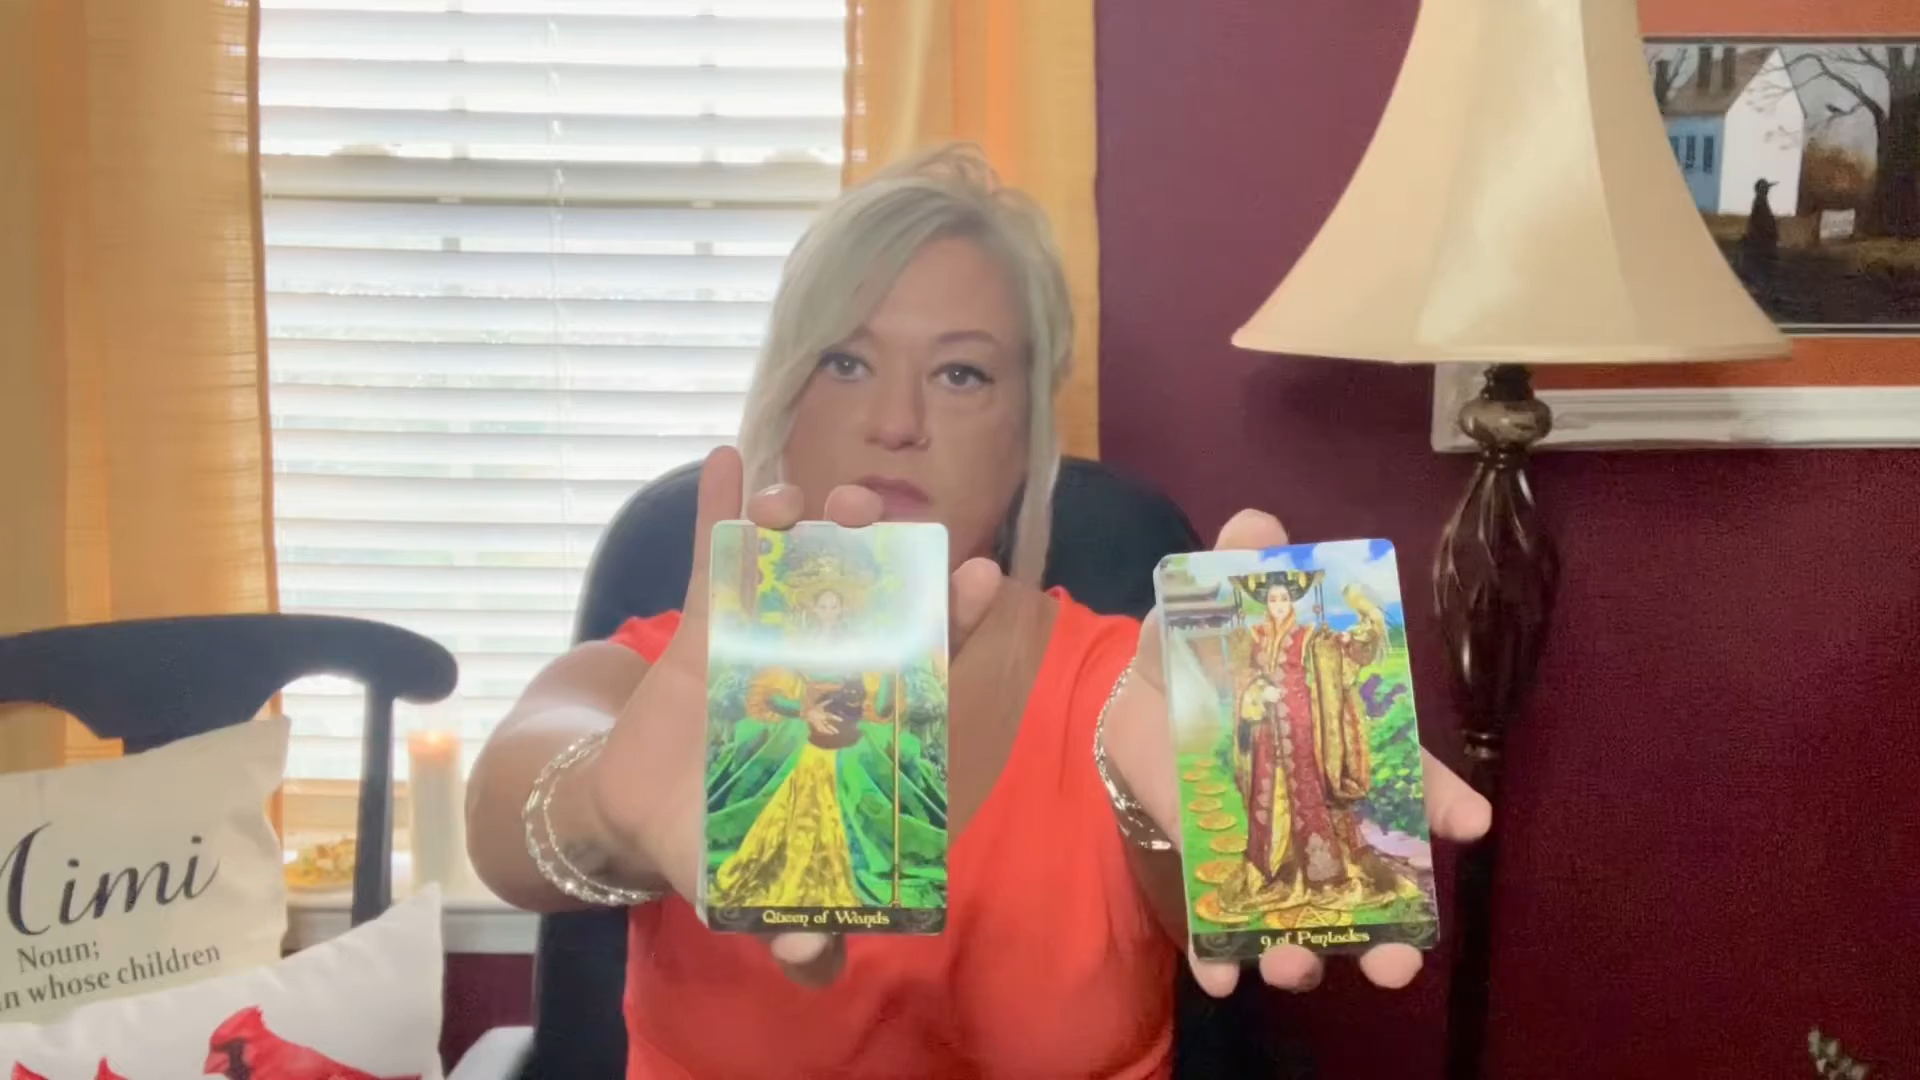 Mimi
Noun;
whose children
Queen of Wands
9 of Pentacles